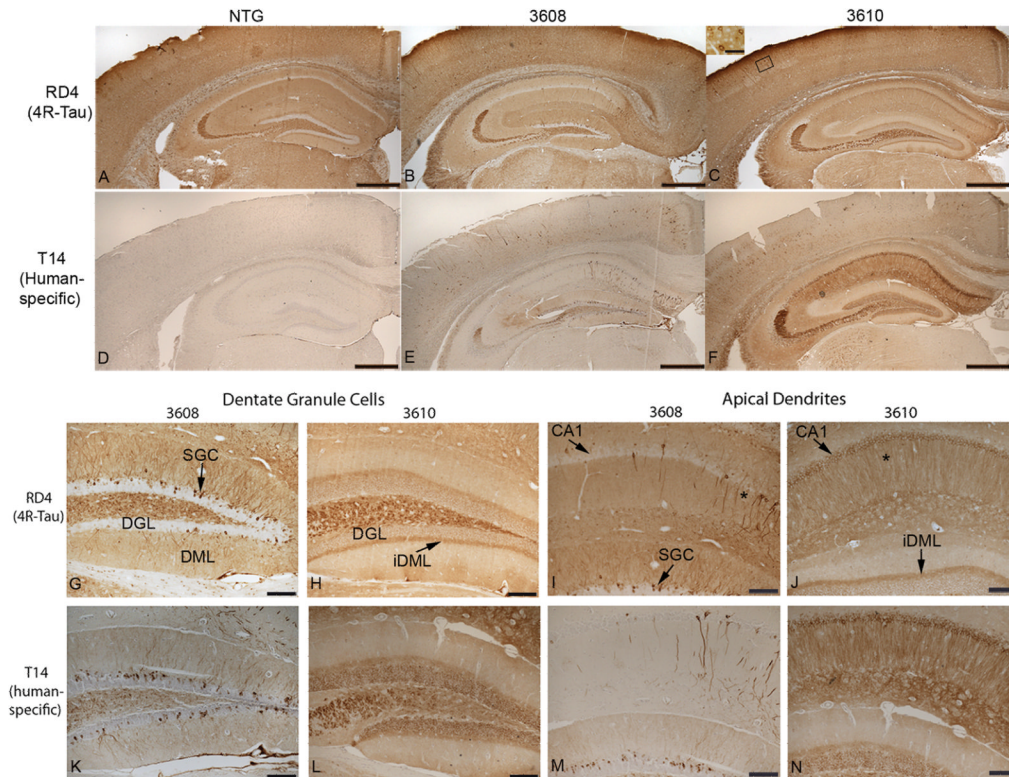 NTG 3608 3610
RD4
(4R-Tau)
A B C
T14
(Human-
specific)
D E F
Dentate Granule Cells Apical Dendrites
3608 3610 3608 3610
RD4
(4R-Tau)
SGC
DGL
DML
G
DGL
iDML
H
CA1
*
SGC
I
CA1
*
iDML
J
T14
(human-
specific)
K L M N